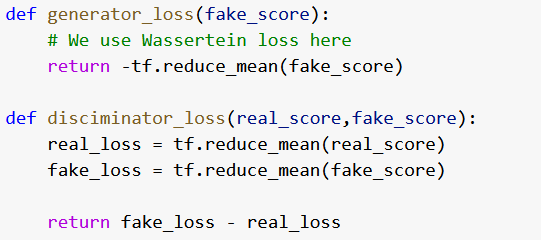 def generator_loss(fake_score):
    # We use Wassertein loss here
    return -tf.reduce_mean(fake_score)

def disciminator_loss(real_score,fake_score):
    real_loss = tf.reduce_mean(real_score)
    fake_loss = tf.reduce_mean(fake_score)

    return fake_loss - real_loss